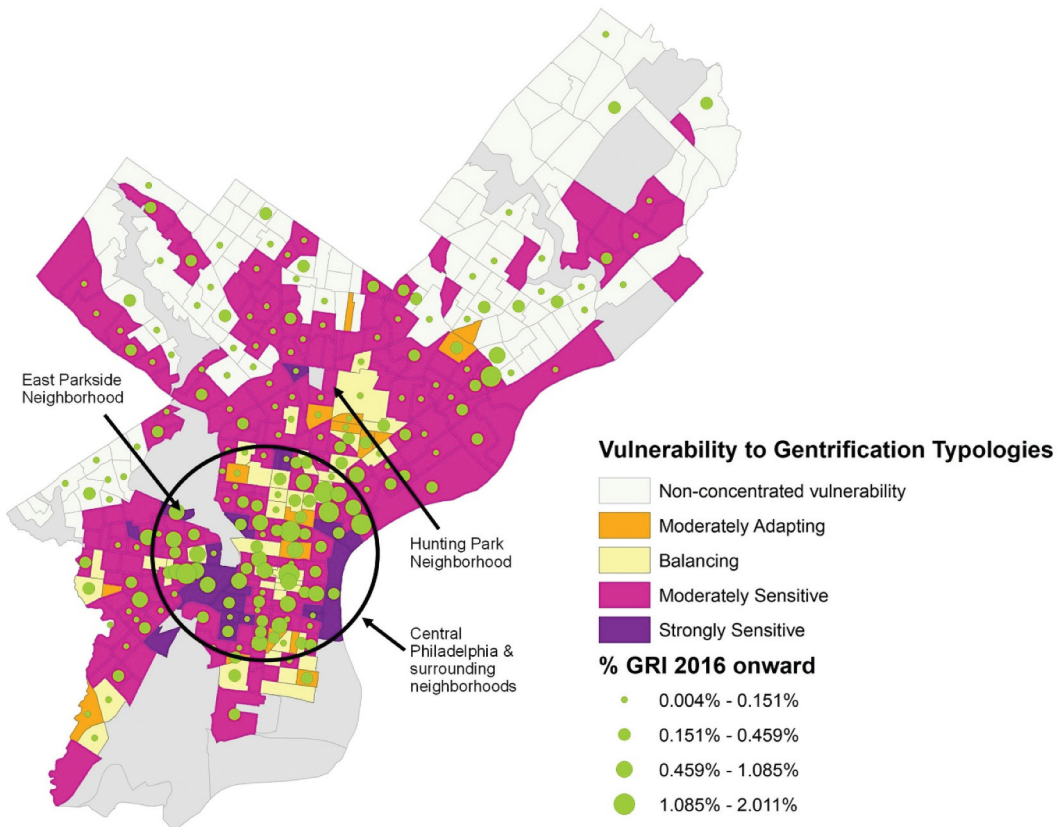 East Parkside
Neighborhood
Hunting Park
Neighborhood
Central
Philadelphia &
surrounding
neighborhoods
Vulnerability to Gentrification Typologies
Non-concentrated vulnerability
Moderately Adapting
Balancing
Moderately Sensitive
Strongly Sensitive
% GRI 2016 onward
0.004% - 0.151%
0.151% - 0.459%
0.459% - 1.085%
1.085% - 2.011%